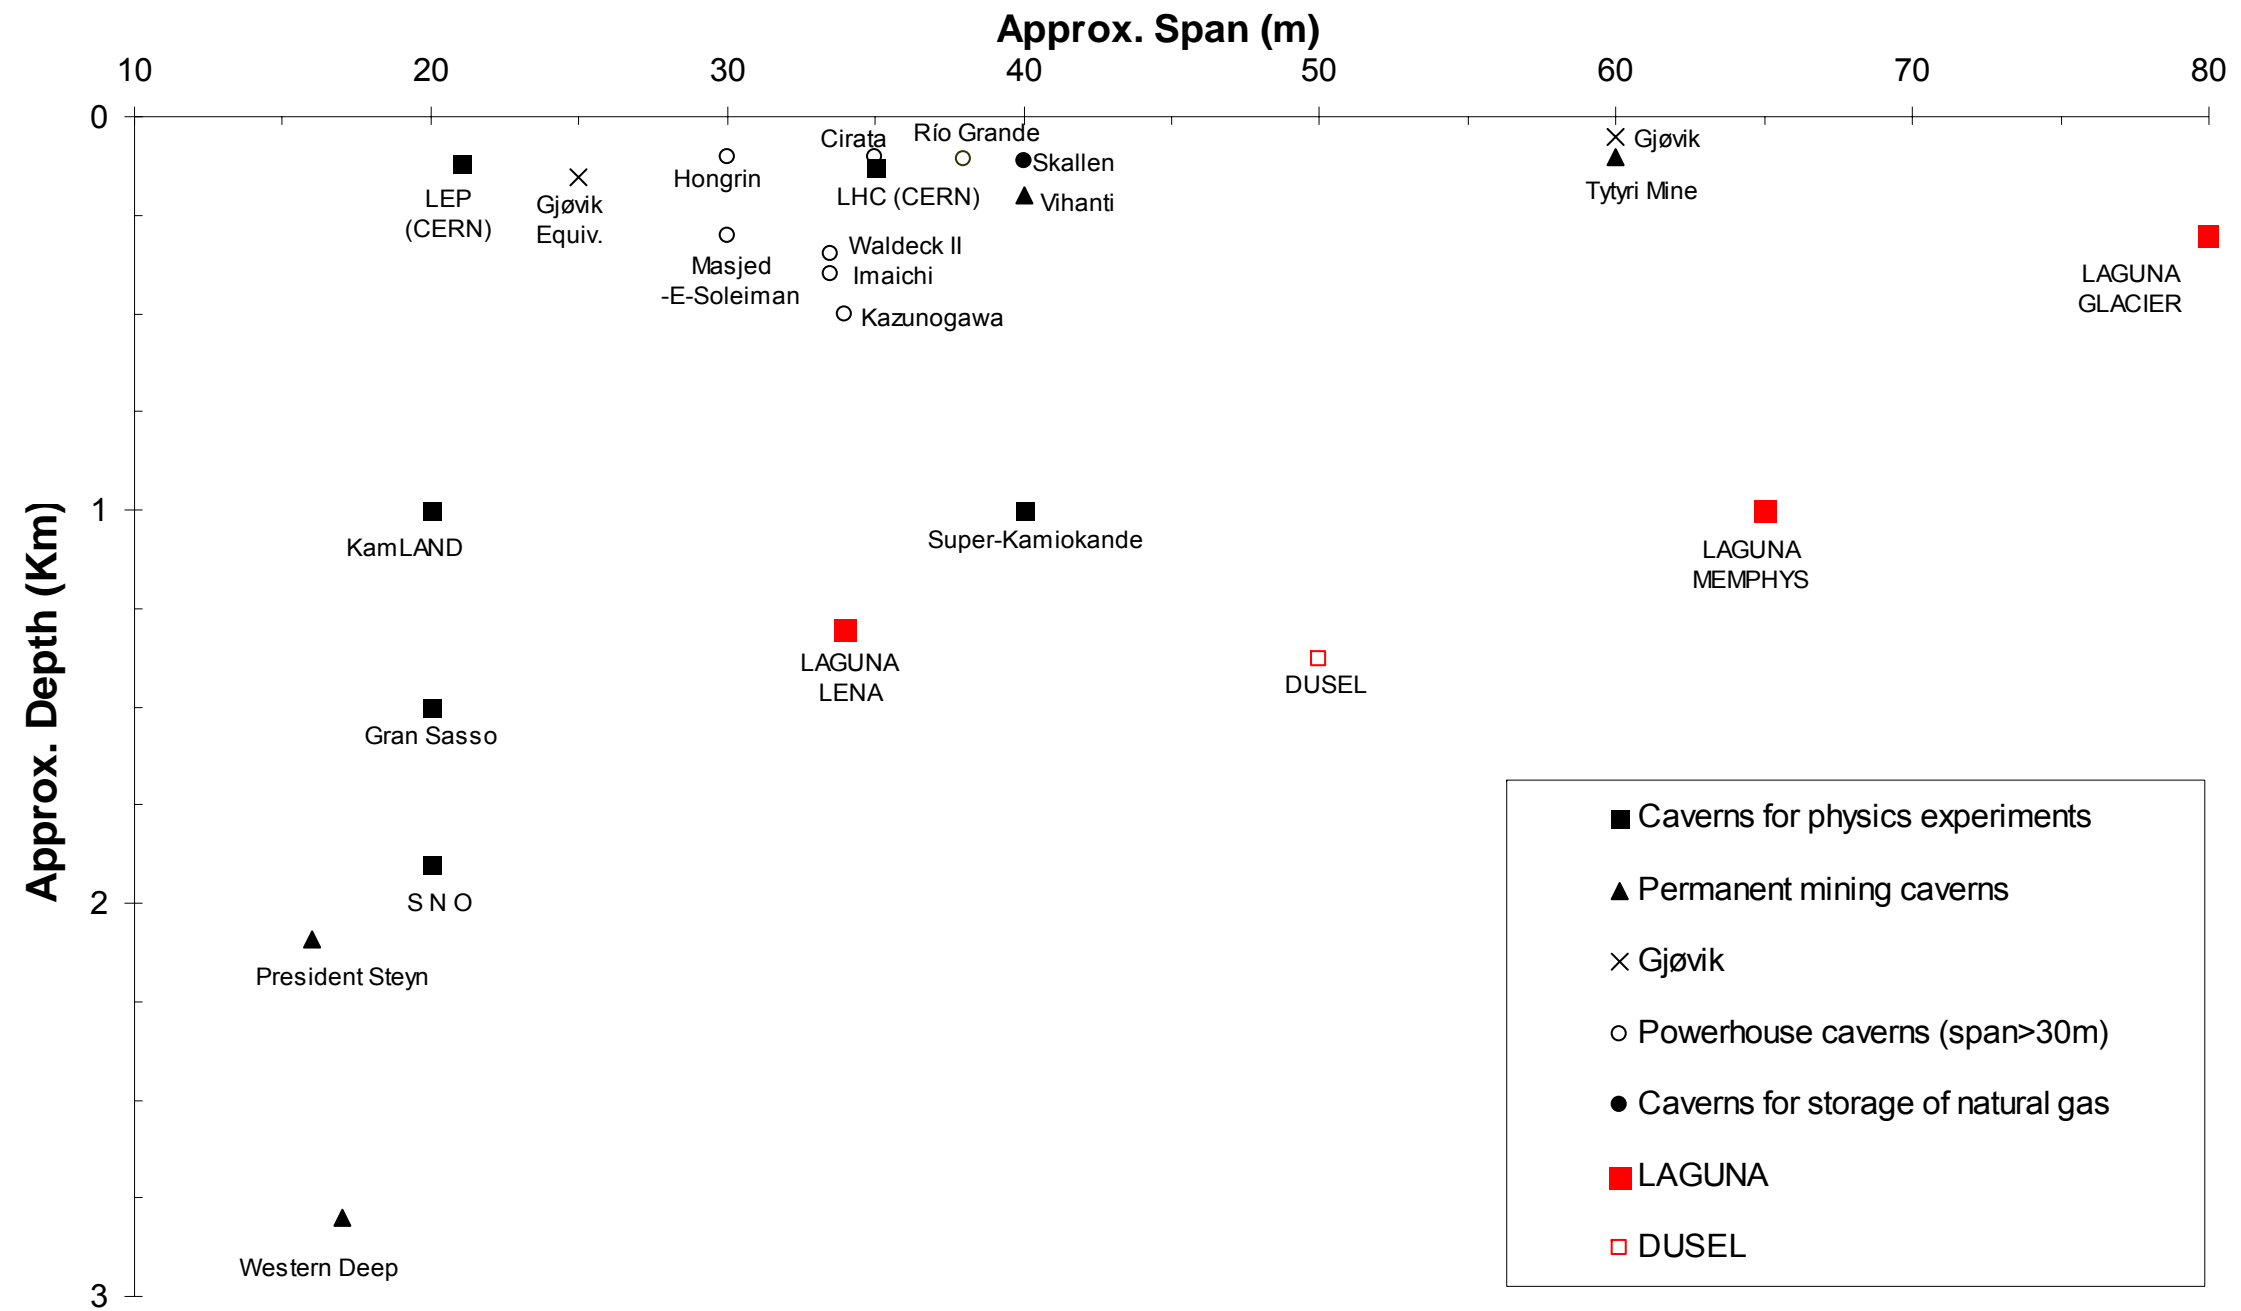 Approx. Span (m)
10 20 30 40 50 60 70 80
0
Cirata
Río Grande
Gjøvik
Hongrin
Skallen
LEP
(CERN)
Gjøvik
Equiv.
LHC (CERN)
Vihanti
Tytyri Mine
Masjed
-E-Soleiman
Waldeck II
Imaichi
Kazunogawa
LAGUNA
GLACIER
1
KamLAND
Super-Kamiokande
LAGUNA
MEMPHYS
Approx. Depth (Km)
LAGUNA
LENA
DUSEL
Gran Sasso
S N O
2
President Steyn
Western Deep
3
Caverns for physics experiments
Permanent mining caverns
Gjøvik
Powerhouse caverns (span>30m)
Caverns for storage of natural gas
LAGUNA
DUSEL